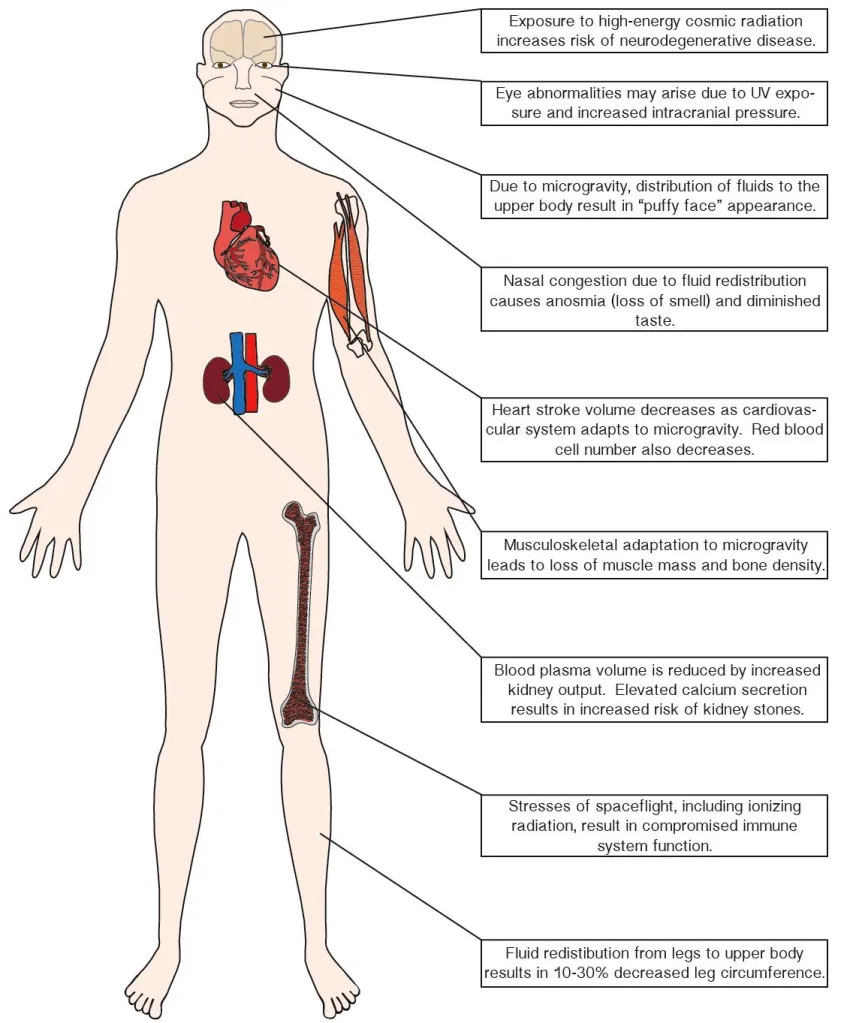 Exposure to high-energy cosmic radiation
increases risk of neurodegenerative disease.
Eye abnormalities may arise due to UV expo-
sure and increased intracranial pressure.
Due to microgravity, distribution of fluids to the
upper body result in “puffy face” appearance.
Nasal congestion due to fluid redistribution
causes anosmia (loss of smell) and diminished
taste.
Heart stroke volume decreases as cardiovas-
cular system adapts to microgravity.  Red blood
cell number also decreases.
Musculoskeletal adaptation to microgravity
leads to loss of muscle mass and bone density.
Blood plasma volume is reduced by increased
kidney output.  Elevated calcium secretion
results in increased risk of kidney stones.
Stresses of spaceflight, including ionizing
radiation, result in compromised immune
system function.
Fluid redistibution from legs to upper body
results in 10-30% decreased leg circumference.